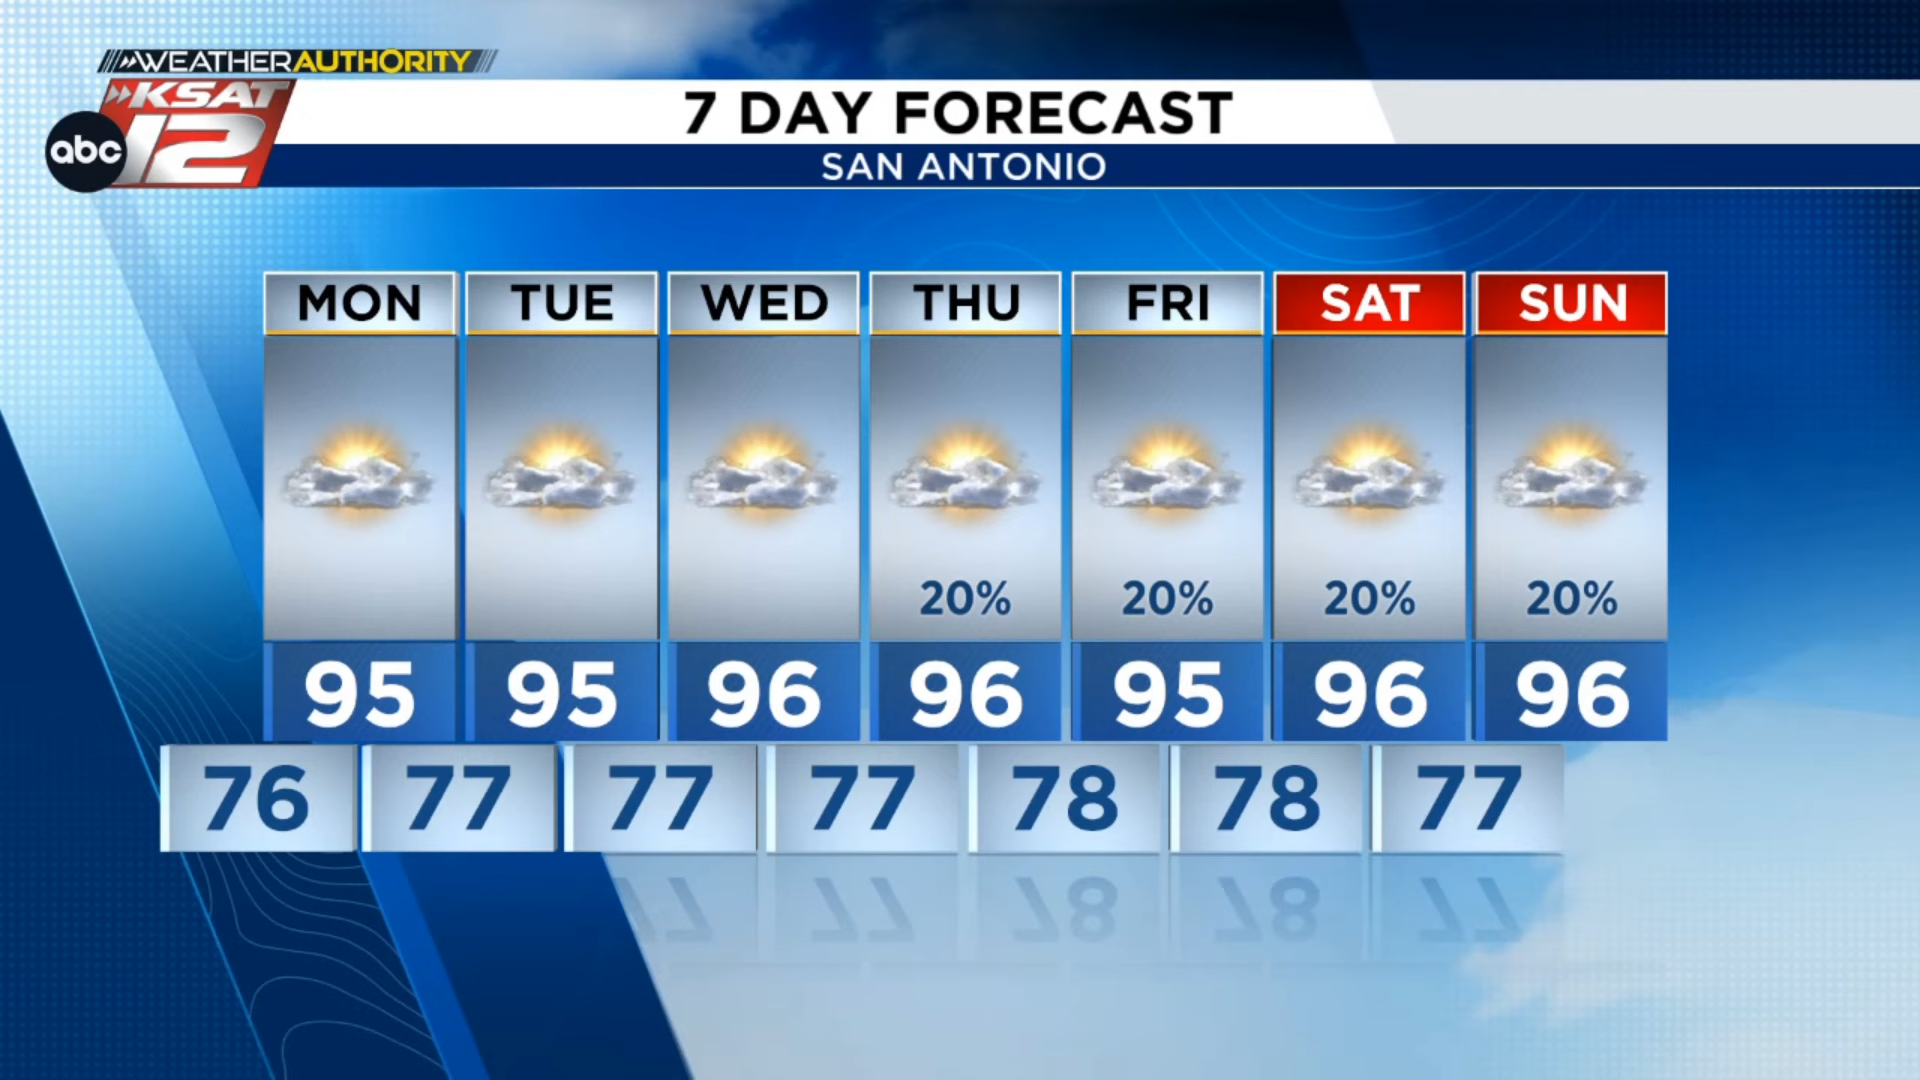 WEATHERAUTHORITY
KSAT
abc 12
7 DAY FORECAST
SAN ANTONIO
MON TUE WED THU FRI SAT SUN
20% 20% 20% 20%
95 95 96 96 95 96 96
76 77 77 77 78 78 77